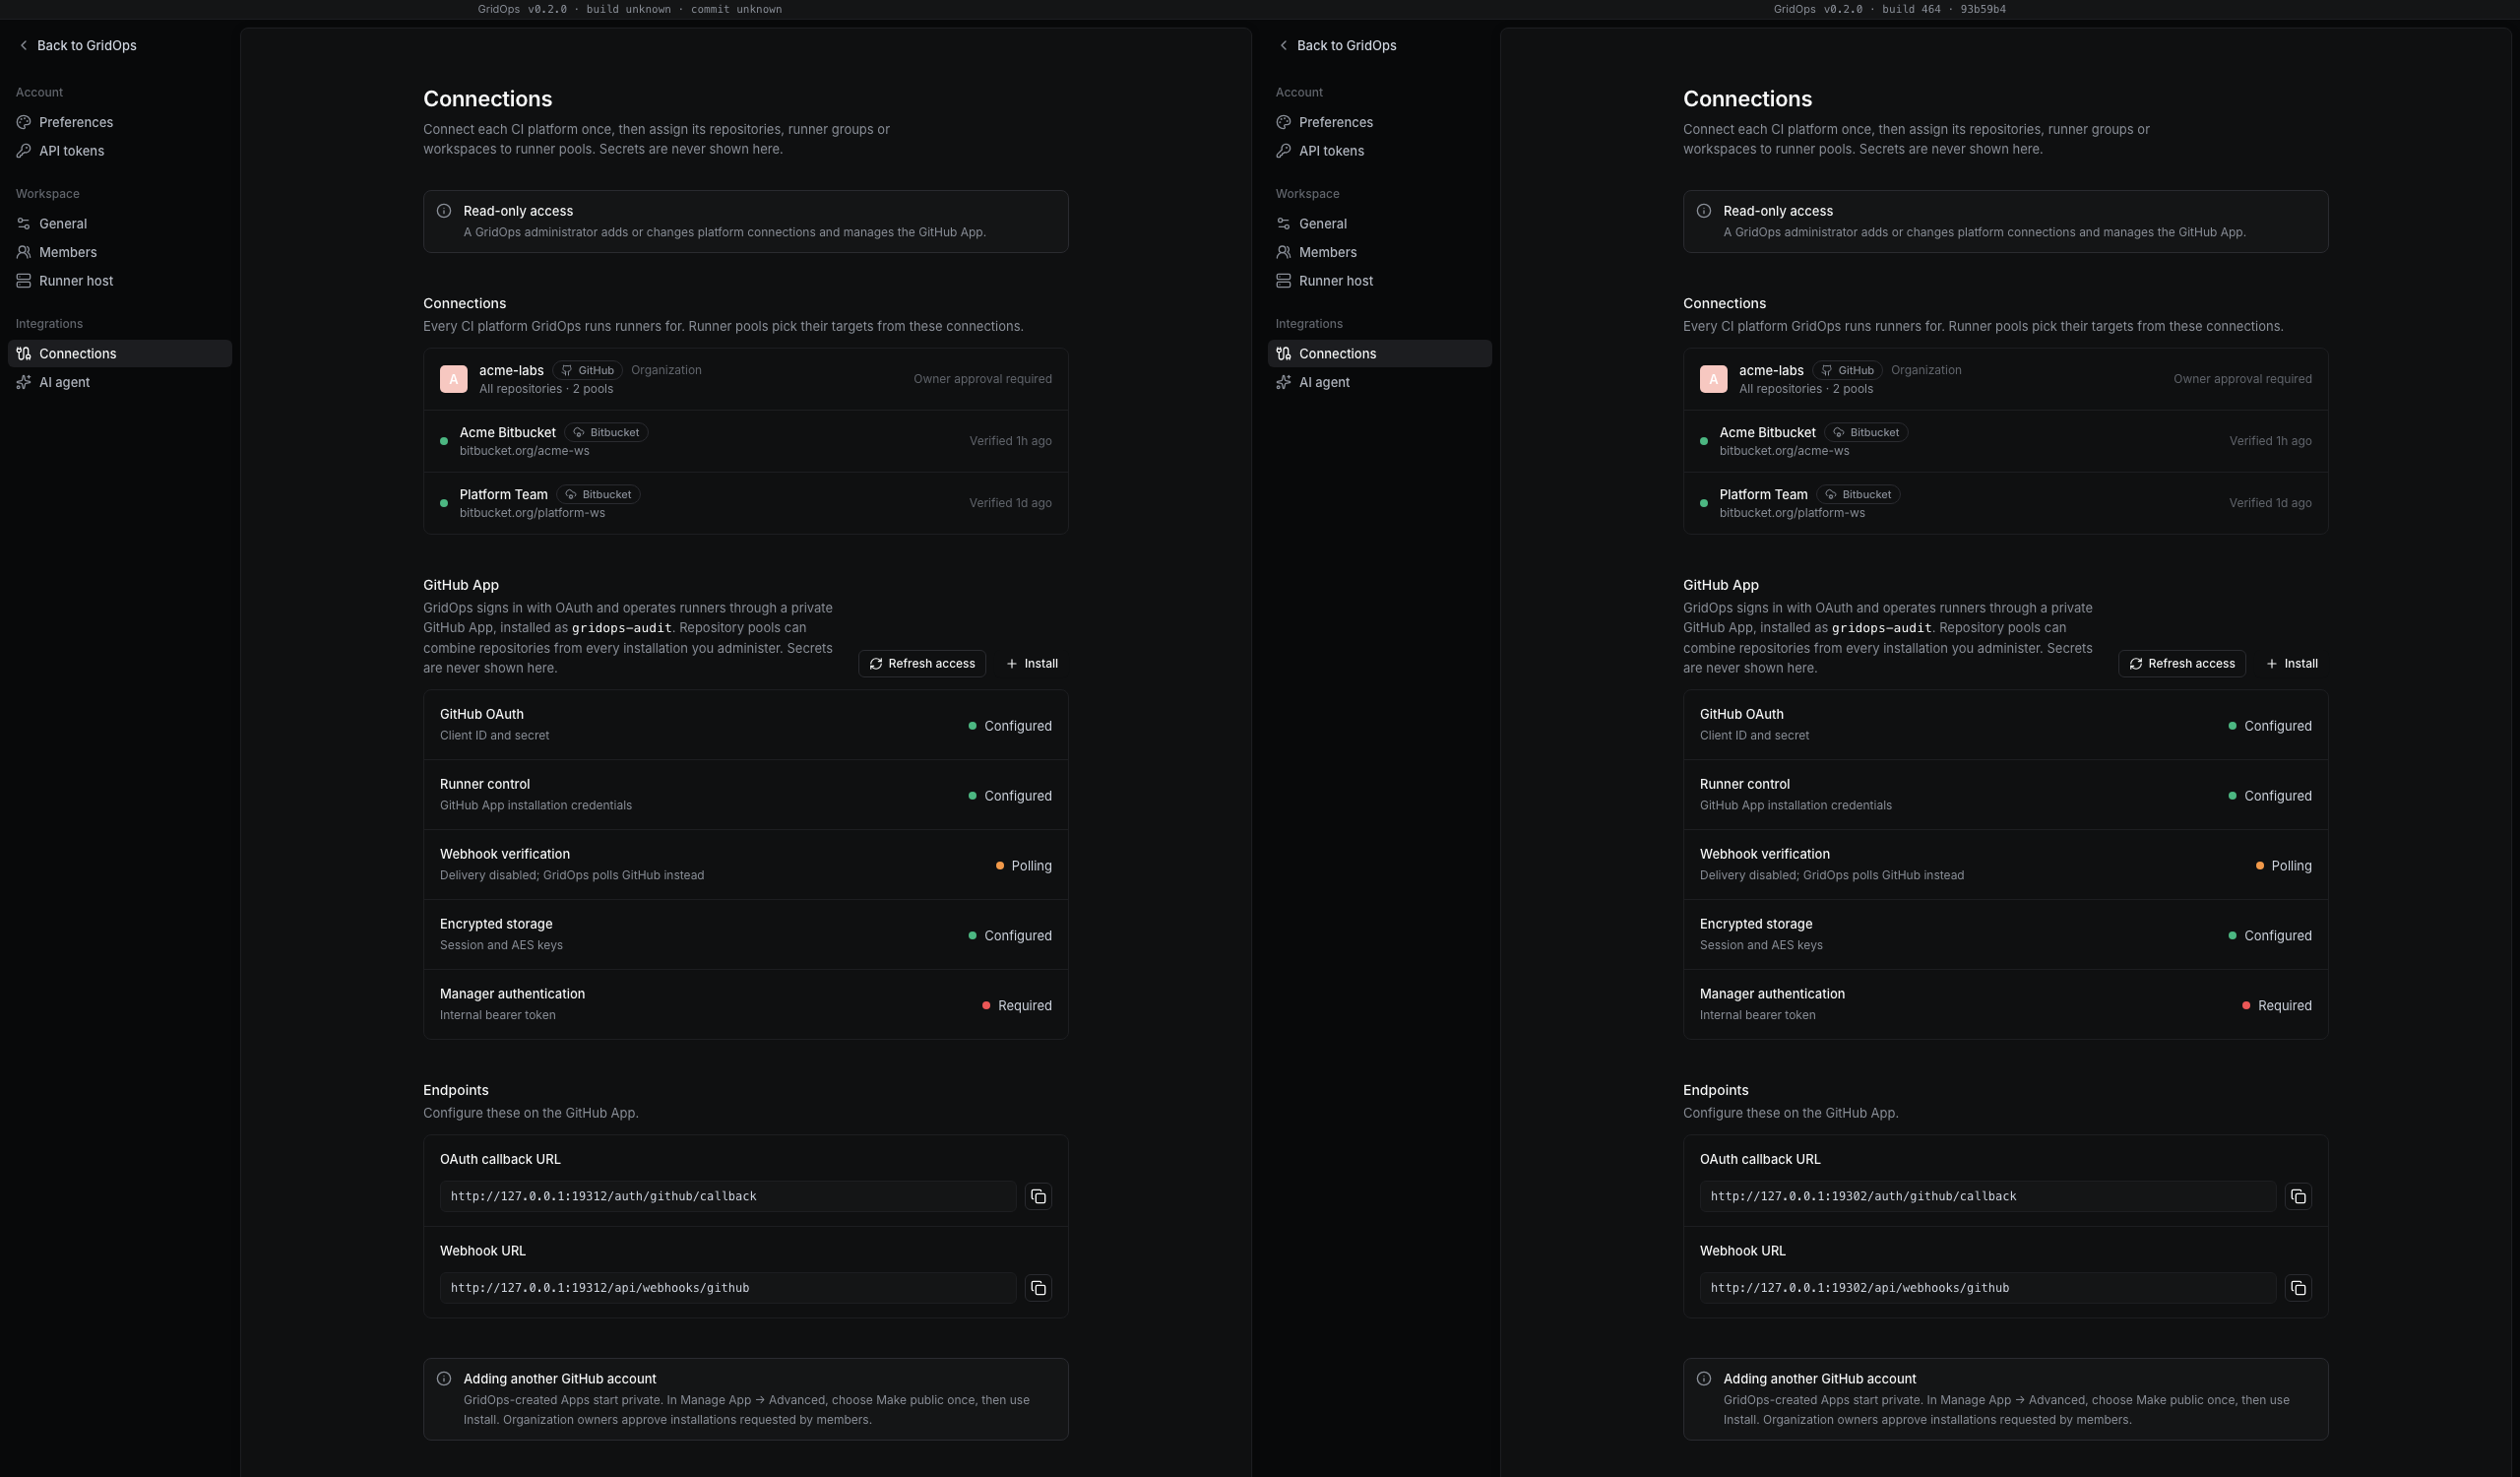 GridOps v0.2.0 · build unknown · commit unknown
Back to GridOps
Account
Preferences
API tokens
Workspace
General
Members
Runner host
Integrations
Connections
AI agent
Connections
Connect each CI platform once, then assign its repositories, runner groups or
workspaces to runner pools. Secrets are never shown here.
Read-only access
A GridOps administrator adds or changes platform connections and manages the GitHub App.
Connections
Every CI platform GridOps runs runners for. Runner pools pick their targets from these connections.
A
acme-labs GitHub Organization
All repositories · 2 pools
Owner approval required
Acme Bitbucket Bitbucket
bitbucket.org/acme-ws
Verified 1h ago
Platform Team Bitbucket
bitbucket.org/platform-ws
Verified 1d ago
GitHub App
GridOps signs in with OAuth and operates runners through a private
GitHub App, installed as gridops-audit. Repository pools can
combine repositories from every installation you administer. Secrets
are never shown here.
Refresh access
Install
GitHub OAuth
Client ID and secret
Configured
Runner control
GitHub App installation credentials
Configured
Webhook verification
Delivery disabled; GridOps polls GitHub instead
Polling
Encrypted storage
Session and AES keys
Configured
Manager authentication
Internal bearer token
Required
Endpoints
Configure these on the GitHub App.
OAuth callback URL
http://127.0.0.1:19312/auth/github/callback
Webhook URL
http://127.0.0.1:19312/api/webhooks/github
Adding another GitHub account
GridOps-created Apps start private. In Manage App → Advanced, choose Make public once, then use
Install. Organization owners approve installations requested by members.
GridOps v0.2.0 · build 464 · 93b59b4
Back to GridOps
Account
Preferences
API tokens
Workspace
General
Members
Runner host
Integrations
Connections
AI agent
Connections
Connect each CI platform once, then assign its repositories, runner groups or
workspaces to runner pools. Secrets are never shown here.
Read-only access
A GridOps administrator adds or changes platform connections and manages the GitHub App.
Connections
Every CI platform GridOps runs runners for. Runner pools pick their targets from these connections.
A
acme-labs GitHub Organization
All repositories · 2 pools
Owner approval required
Acme Bitbucket Bitbucket
bitbucket.org/acme-ws
Verified 1h ago
Platform Team Bitbucket
bitbucket.org/platform-ws
Verified 1d ago
GitHub App
GridOps signs in with OAuth and operates runners through a private
GitHub App, installed as gridops-audit. Repository pools can
combine repositories from every installation you administer. Secrets
are never shown here.
Refresh access
Install
GitHub OAuth
Client ID and secret
Configured
Runner control
GitHub App installation credentials
Configured
Webhook verification
Delivery disabled; GridOps polls GitHub instead
Polling
Encrypted storage
Session and AES keys
Configured
Manager authentication
Internal bearer token
Required
Endpoints
Configure these on the GitHub App.
OAuth callback URL
http://127.0.0.1:19302/auth/github/callback
Webhook URL
http://127.0.0.1:19302/api/webhooks/github
Adding another GitHub account
GridOps-created Apps start private. In Manage App → Advanced, choose Make public once, then use
Install. Organization owners approve installations requested by members.